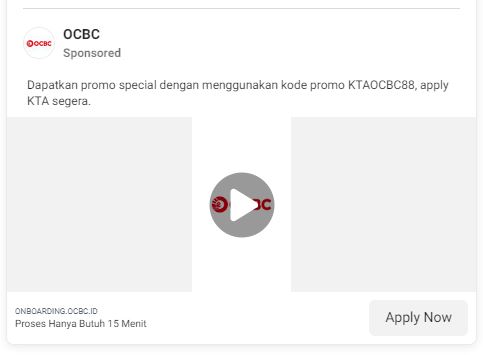 OCBC
OCBC
Sponsored
Dapatkan promo special dengan menggunakan kode promo KTAOCBC88, apply
KTA segera.
ONBOARDING.OCBC.ID
Proses Hanya Butuh 15 Menit
Apply Now